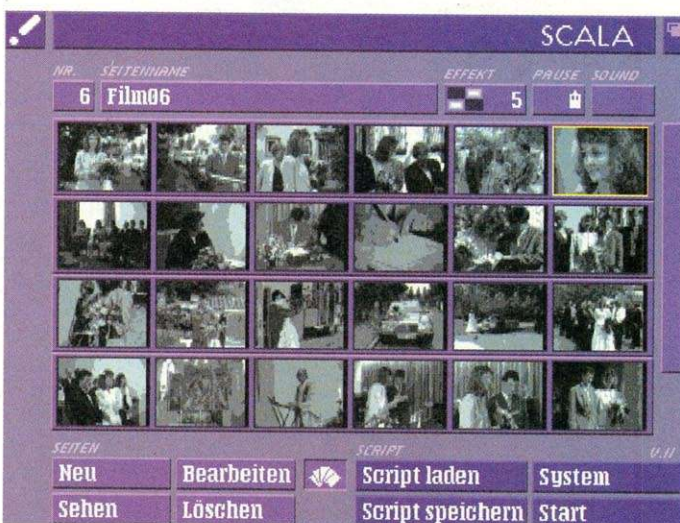 SCALA
NR. SEITENNAME EFFEKT PAUSE SOUND
6 Film06 5
SEITEN SCRIPT
Neu Bearbeiten Script laden System
Sehen Löschen Script speichern Start